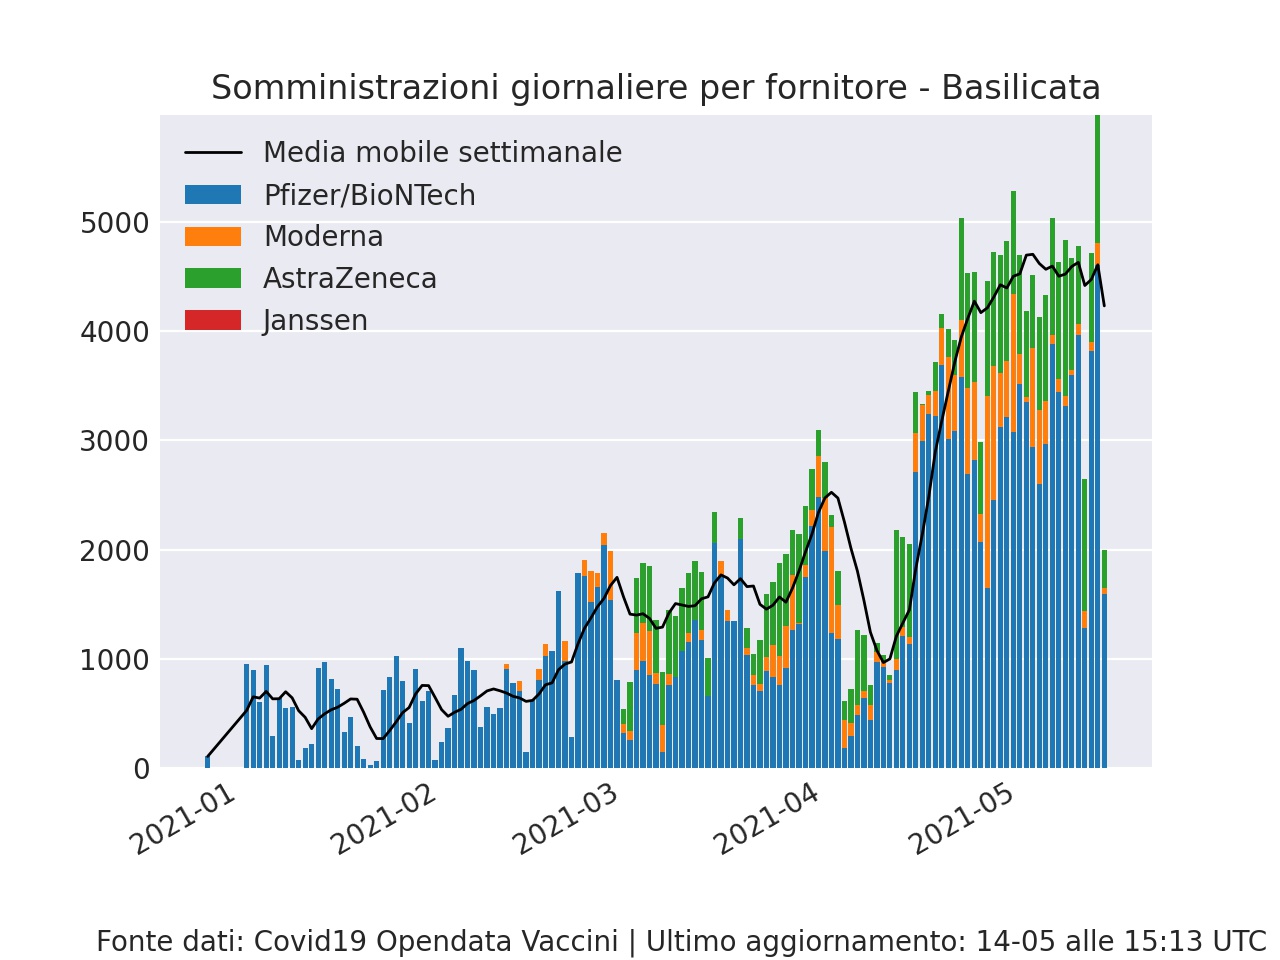 Somministrazioni giornaliere per fornitore - Basilicata
Media mobile settimanale
Pfizer/BioNTech
Moderna
AstraZeneca
Janssen
5000
4000
3000
2000
1000
0
2021-01
2021-02
2021-03
2021-04
2021-05
Fonte dati: Covid19 Opendata Vaccini | Ultimo aggiornamento: 14-05 alle 15:13 UTC